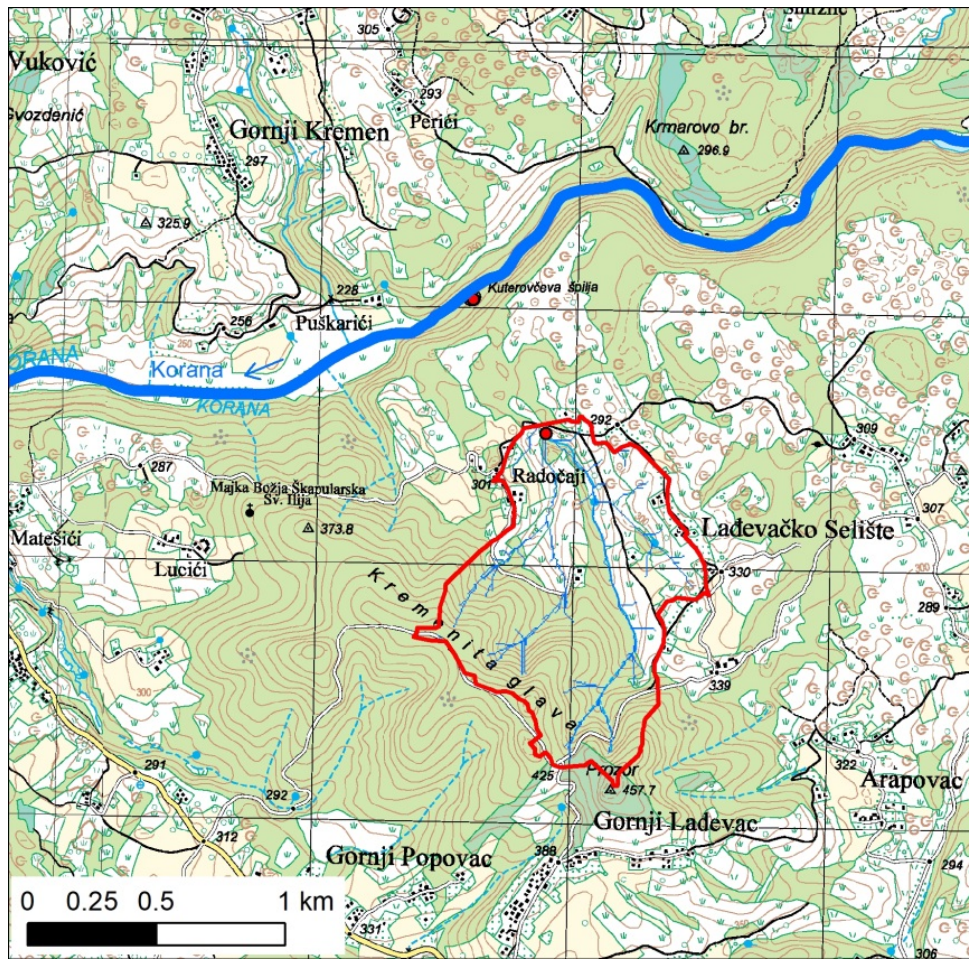 305
Smrznić
Vuković
Gvozdenić
293
Perići
Gornji Kremen
Krmarovo br.
296.9
297
325.9
250
Kuterovčeva špilja
228
256
Puškarići
250
KORANA
Korana
KORANA
292
309
287
301
Radočaji
Majka Božja Škapularska
Sv. Ilija
373.8
307
Matešići
Lucići
Lađevačko Selište
330
Kremenita glava
289
300
339
291
425
Prozor
457.7
322
Arapovac
292
Gornji Lađevac
312
Gornji Popovac
388
294
0 0.25 0.5 1 km
331
306